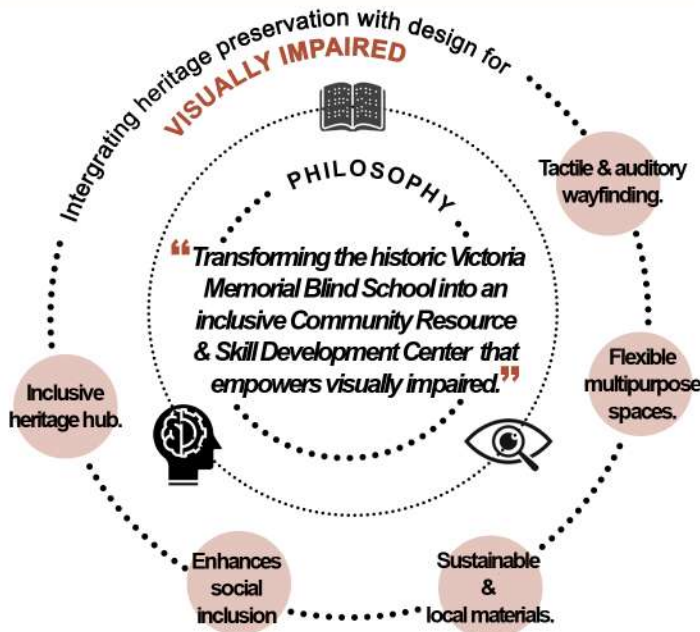 Intergrating heritage preservation with design for
VISUALLY IMPAIRED
PHILOSOPHY
Tactile & auditory
wayfinding.
“Transforming the historic Victoria
Memorial Blind School into an
inclusive Community Resource
& Skill Development Center that
empowers visually impaired.”
Flexible
multipurpose
spaces.
Inclusive
heritage hub.
Enhances
social
inclusion
Sustainable
&
local materials.